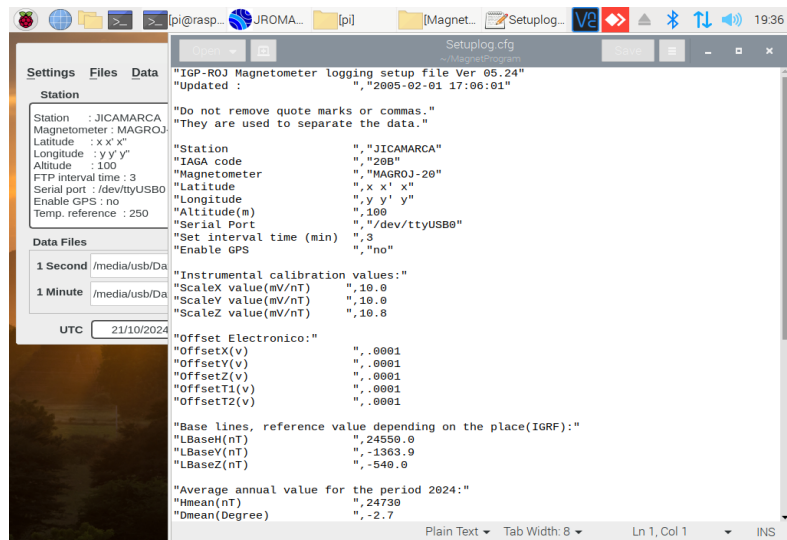 [pi@rasp...
JROMA...
[pi]
[Magnet...
Setuplog...
V2
19:36
Settings Files Data
Station
Station : JICAMARCA
Magnetometer : MAGROJ-
Latitude : x x' x"
Longitude : y y' y"
Altitude : 100
FTP interval time : 3
Serial port : /dev/ttyUSB0
Enable GPS : no
Temp. reference : 250
Data Files
1 Second /media/usb/Da
1 Minute /media/usb/Da
UTC 21/10/2024
Open
Setuplog.cfg
~/MagnetProgram
Save
"IGP-ROJ Magnetometer logging setup file Ver 05.24"
"Updated : ","2005-02-01 17:06:01"
"Do not remove quote marks or commas."
"They are used to separate the data."
"Station ","JICAMARCA"
"IAGA code ","20B"
"Magnetometer ","MAGROJ-20"
"Latitude ",x x' x"
"Longitude ",y y' y"
"Altitude(m) ",100
"Serial Port ","/dev/ttyUSB0"
"Set interval time (min) ",3
"Enable GPS ","no"
"Instrumental calibration values:"
"ScaleX value(mV/nT) ",10.0
"ScaleY value(mV/nT) ",10.0
"ScaleZ value(mV/nT) ",10.8
"Offset Electronico:"
"OffsetX(v) ",.0001
"OffsetY(v) ",.0001
"OffsetZ(v) ",.0001
"OffsetT1(v) ",.0001
"OffsetT2(v) ",.0001
"Base lines, reference value depending on the place(IGRF):"
"LBaseH(nT) ",24550.0
"LBaseY(nT) ",-1363.9
"LBaseZ(nT) ",-540.0
"Average annual value for the period 2024:"
"Hmean(nT) ",24730
"Dmean(Degree) ",-2.7
Plain Text Tab Width: 8 Ln 1, Col 1 INS